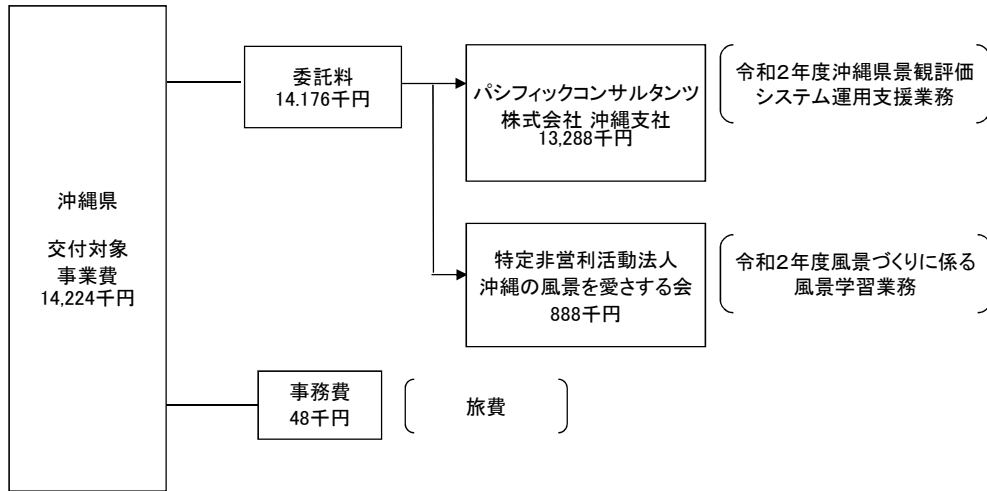 沖縄県
交付対象
事業費
14,224千円
委託料
14.176千円
パシフィックコンサルタンツ
株式会社 沖縄支社
13,288千円
令和2年度沖縄県景観評価
システム運用支援業務
特定非営利活動法人
沖縄の風景を愛さする会
888千円
令和2年度風景づくりに係る
風景学習業務
事務費
48千円
旅費